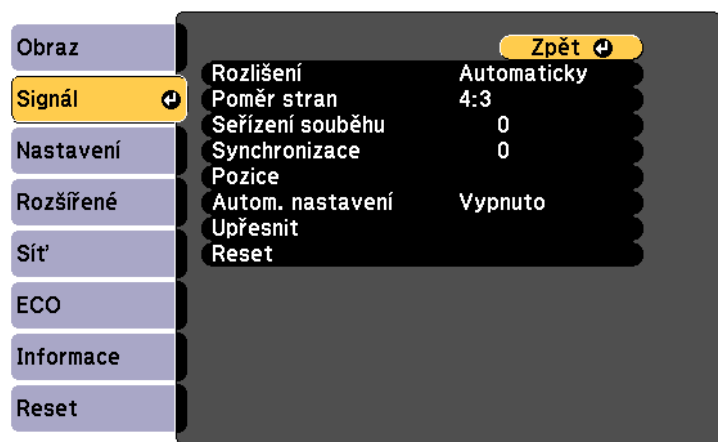 Obraz
Signál
Nastavení
Rozšířené
Síť
ECO
Informace
Reset
Zpět
Rozlišení Automaticky
Poměr stran 4:3
Seřízení souběhu 0
Synchronizace 0
Pozice
Autom. nastavení Vypnuto
Upřesnit
Reset